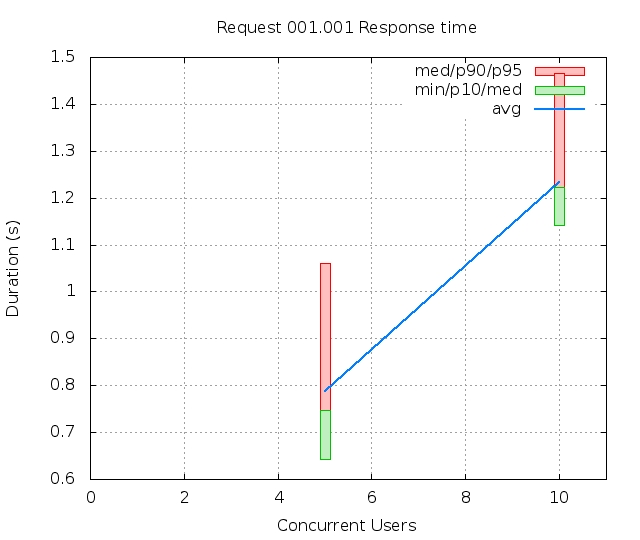 Request 001.001 Response time
med/p90/p95
min/p10/med
avg
1.5
1.4
1.3
1.2
1.1
1
0.9
0.8
0.7
0.6
Duration (s)
0 2 4 6 8 10
Concurrent Users